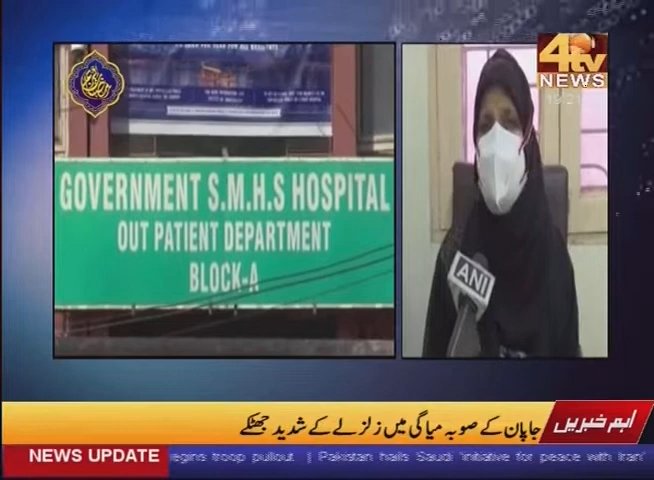 4tv
NEWS
GOVERNMENT S.M.H.S HOSPITAL
OUT PATIENT DEPARTMENT
BLOCK-A
ANI
اہم خبریں
جاپان کے صوبہ میاگی میں زلزلے کے شدید جھٹکے
NEWS UPDATE
egins troop pullout. | Pakistan hails Saudi 'initiative for peace with Iran'